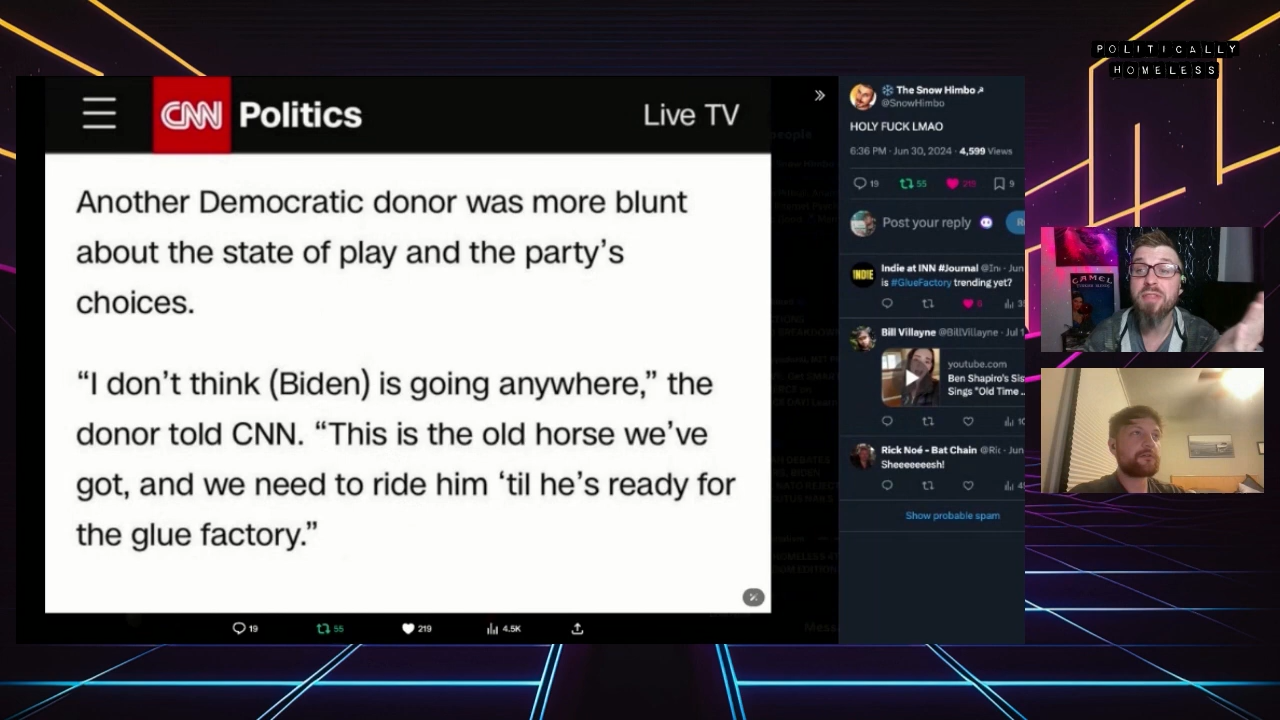 POLITICALLY
HOMELESS
CNN Politics
Live TV
Another Democratic donor was more blunt
about the state of play and the party’s
choices.
“I don’t think (Biden) is going anywhere,” the
donor told CNN. “This is the old horse we’ve
got, and we need to ride him ‘til he’s ready for
the glue factory.”
19 55 219 4.5K
The Snow Himbo
@SnowHimbo
HOLY FUCK LMAO
6:36 PM · Jun 30, 2024 · 4,599 Views
19 55 219 9
Post your reply
Indie at INN #Journal
is #GlueFactory trending yet?
Bill Villayne @BillVillayne · Jul 1
youtube.com
Ben Shapiro's Sis
Sings "Old Time ..
Rick Noé - Bat Chain
Sheeeeeeesh!
Show probable spam
CAMEL